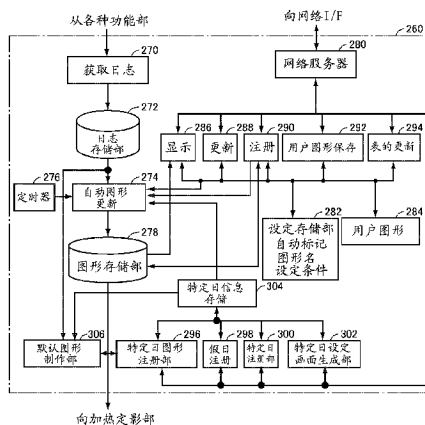 从各种功能部
向网络I/F
260
270
获取日志
280
网络服务器
272
日志
存储部
286
显示
288
更新
290
注册
292
用户图形保存
294
表的更新
276
定时器
274
自动图形
更新
278
图形存储部
282
设定存储部
自动标记
图形名
设定条件
284
用户图形
特定日信息
存储
304
306
默认图形
制作部
296
特定日图形
注册部
298
假日
注册
300
特定日
注册部
302
特定日设定
画面生成部
向加热定影部